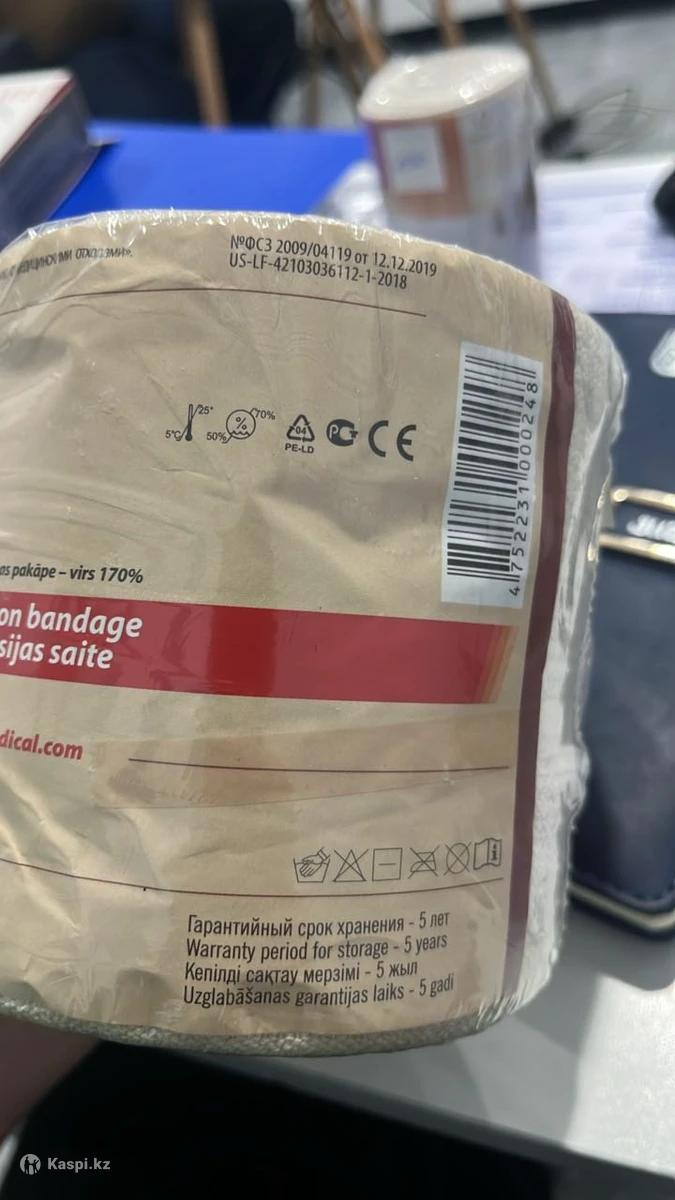 МЕДИЦИНСКИМИ ОТХОДАМИ».
№ФСЗ 2009/04119 от 12.12.2019
US-LF-42103036112-1-2018
25°
5°C
70%
%
50%
04
PE-LD
CE
4 752231 000248
as pakāpe – virs 170%
on bandage
sijas saite
dical.com
Гарантийный срок хранения - 5 лет
Warranty period for storage - 5 years
Кепілді сақтау мерзімі - 5 жыл
Uzglabāšanas garantijas laiks - 5 gadi
Kaspi.kz